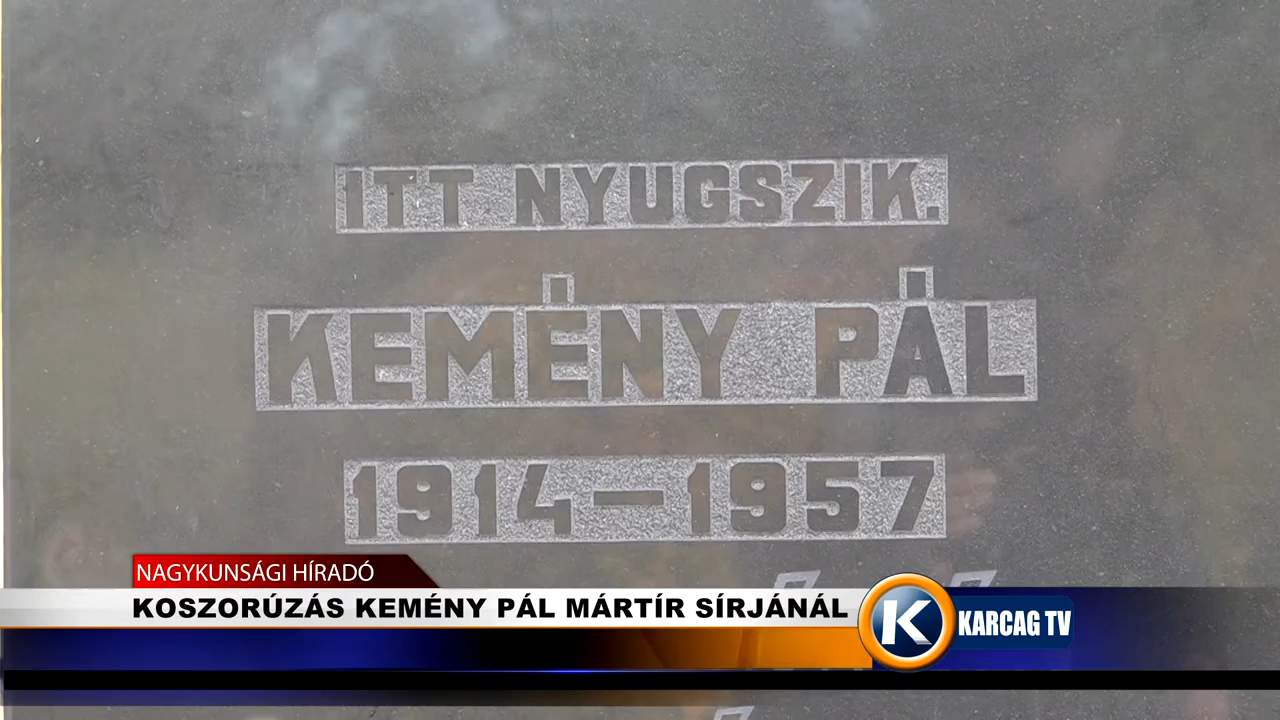 ITT NYUGSZIK.
KEMÉNY PÁL
1914–1957
NAGYKUNSÁGI HÍRADÓ
KOSZORÚZÁS KEMÉNY PÁL MÁRTÍR SÍRJÁNÁL
K KARCAG TV